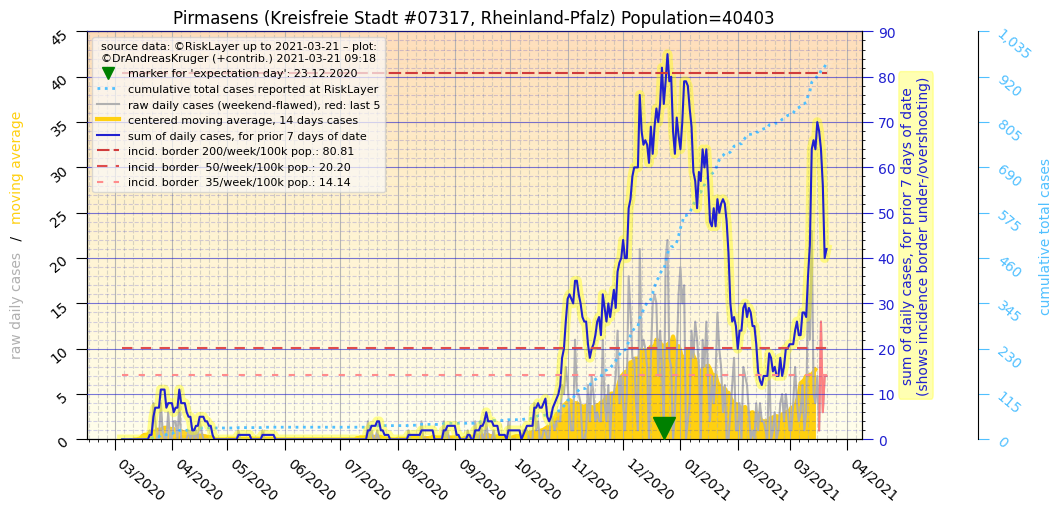 Pirmasens (Kreisfreie Stadt #07317, Rheinland-Pfalz) Population=40403
source data: ©RiskLayer up to 2021-03-21 – plot:
©DrAndreasKruger (+contrib.) 2021-03-21 09:18
marker for 'expectation day': 23.12.2020
cumulative total cases reported at RiskLayer
raw daily cases (weekend-flawed), red: last 5
centered moving average, 14 days cases
sum of daily cases, for prior 7 days of date
incid. border 200/week/100k pop.: 80.81
incid. border  50/week/100k pop.: 20.20
incid. border  35/week/100k pop.: 14.14
raw daily cases / moving average
45
40
35
30
25
20
15
10
5
0
90
80
70
60
50
40
30
20
10
0
sum of daily cases, for prior 7 days of date
(shows incidence border under-/overshooting)
1,035
920
805
690
575
460
345
230
115
0
cumulative total cases
03/2020
04/2020
05/2020
06/2020
07/2020
08/2020
09/2020
10/2020
11/2020
12/2020
01/2021
02/2021
03/2021
04/2021